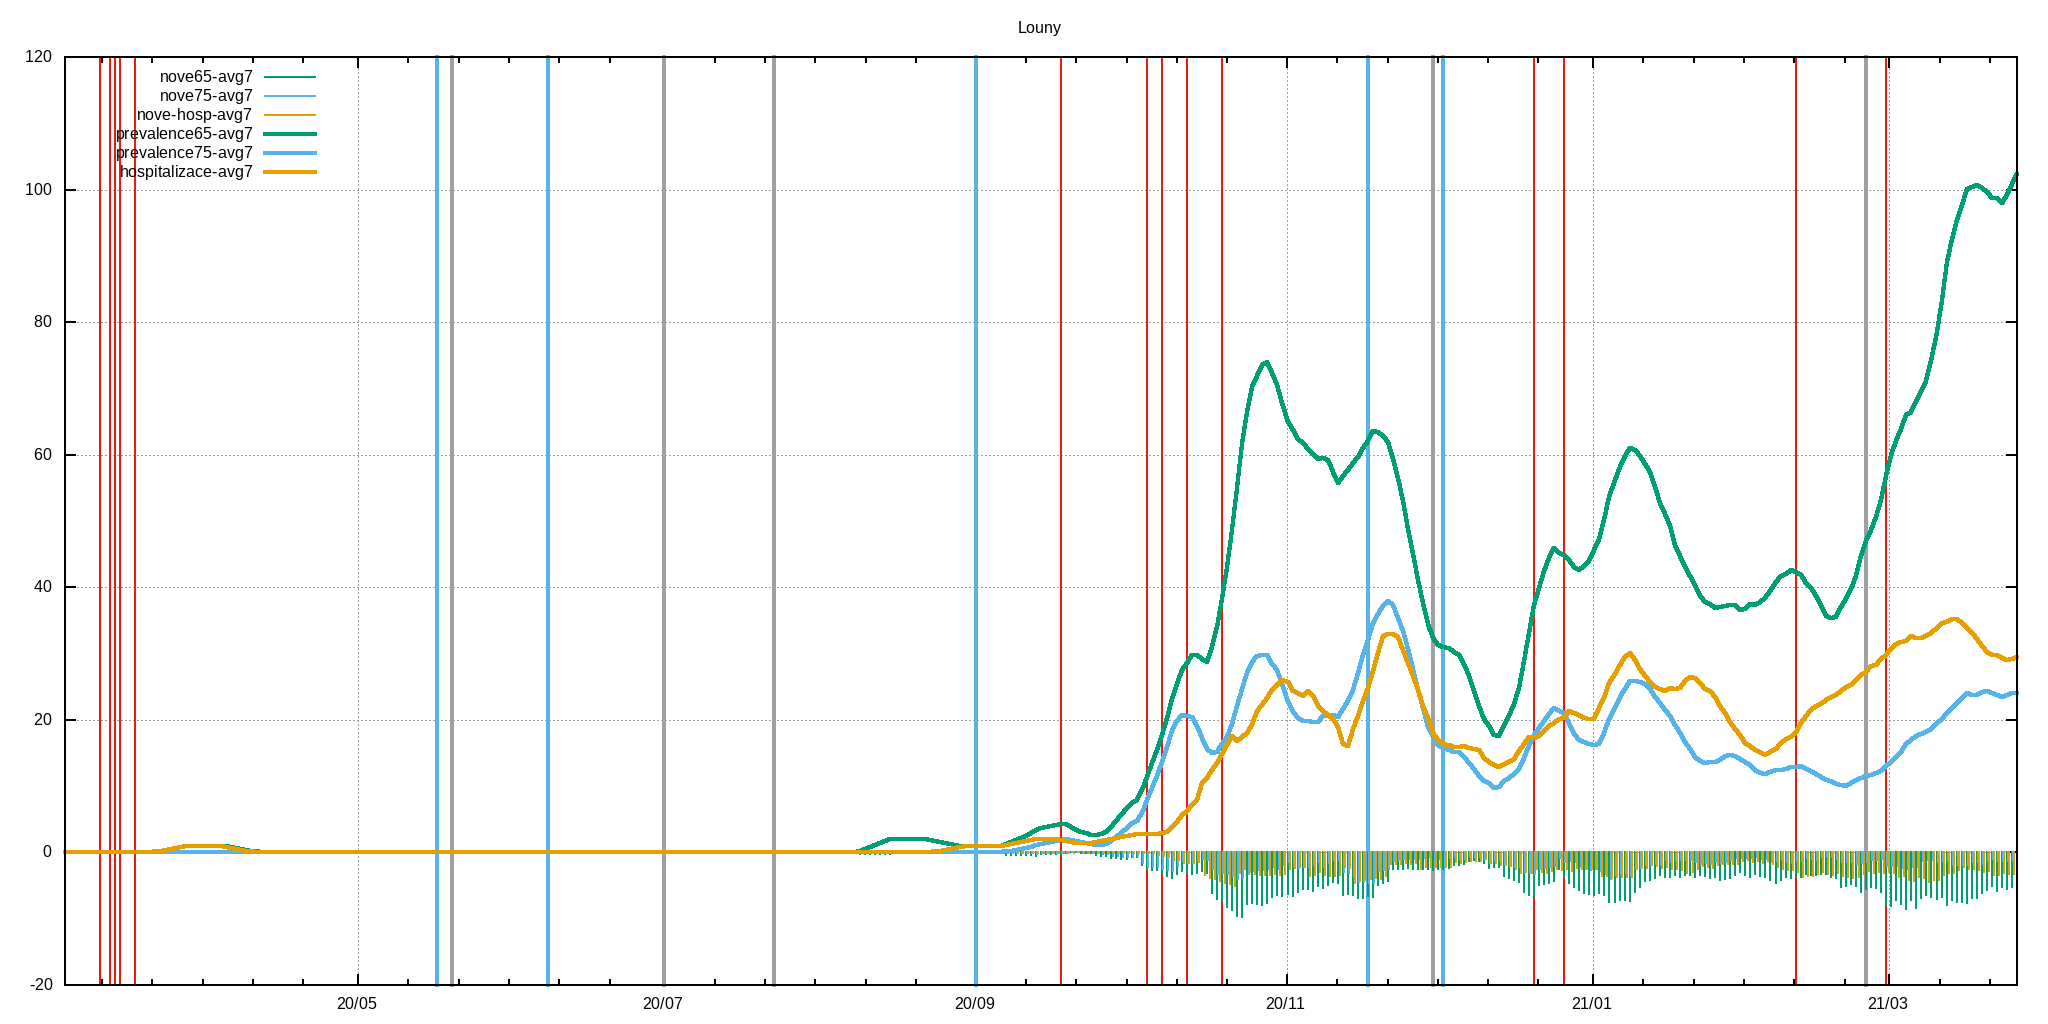 Louny
120
nove65-avg7
nove75-avg7
nove-hosp-avg7
prevalence65-avg7
prevalence75-avg7
hospitalizace-avg7
100
80
60
40
20
0
-20
20/05 20/07 20/09 20/11 21/01 21/03